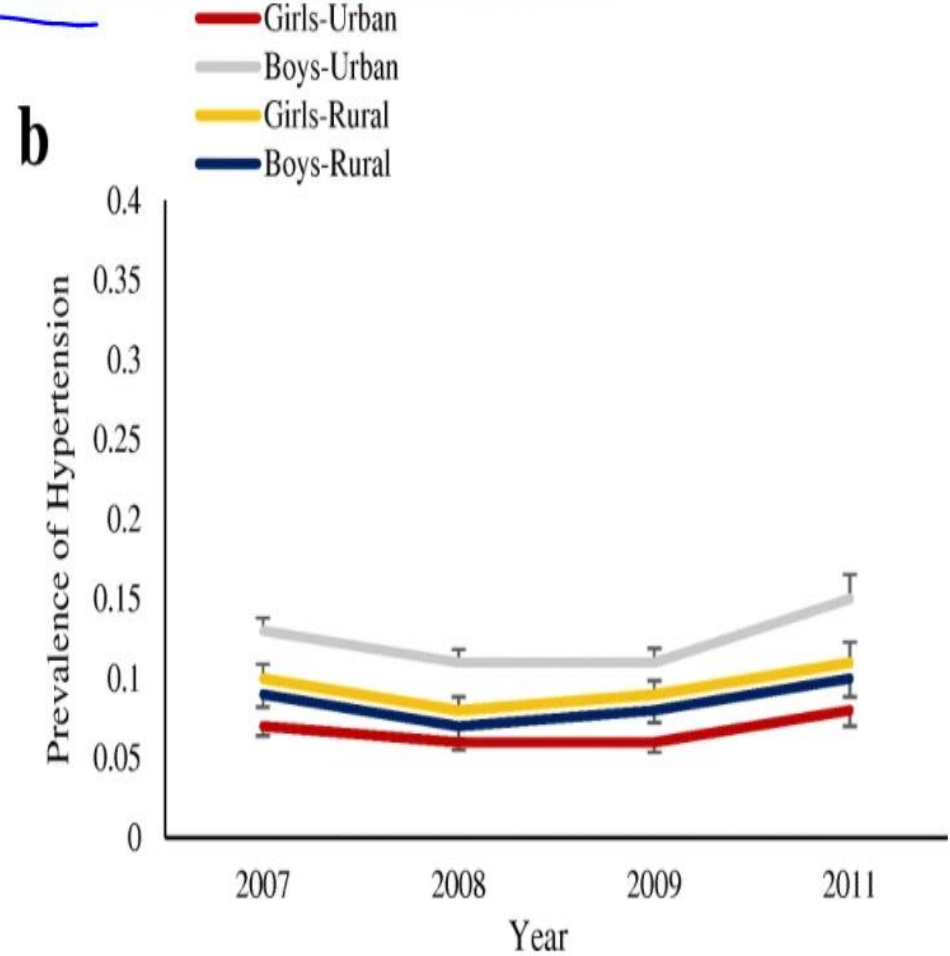 Girls-Urban
Boys-Urban
Girls-Rural
Boys-Rural
b
0.4
0.35
0.3
0.25
0.2
0.15
0.1
0.05
0
Prevalence of Hypertension
2007 2008 2009 2011
Year